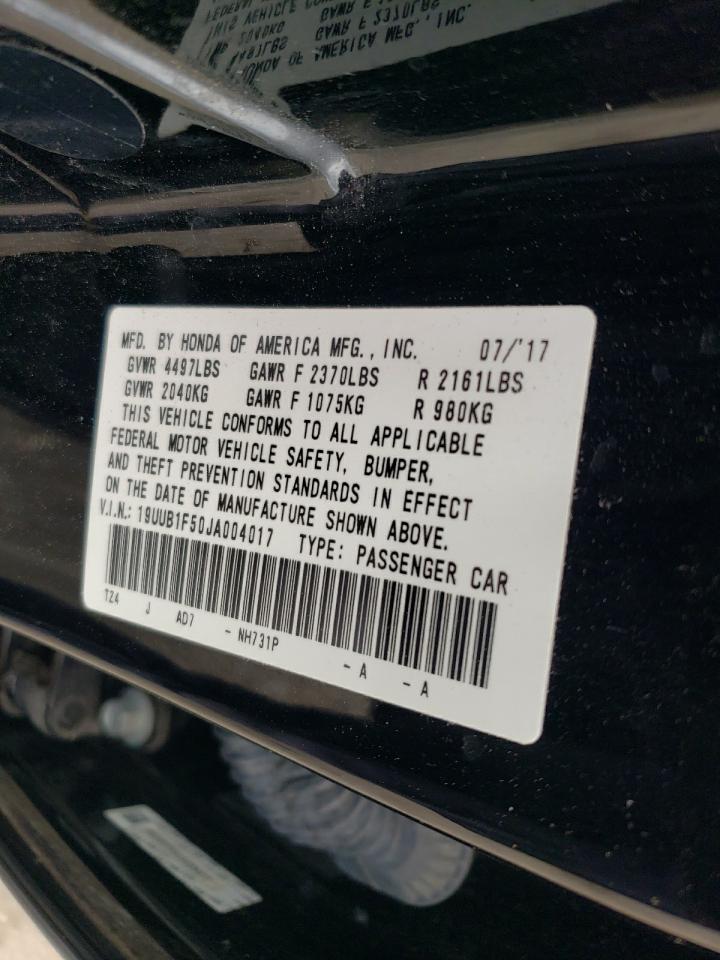 MFD. BY HONDA OF AMERICA MFG., INC. 07/'17
GVWR 4497LBS GAWR F 2370LBS R 2161LBS
GVWR 2040KG GAWR F 1075KG R 980KG
THIS VEHICLE CONFORMS TO ALL APPLICABLE
FEDERAL MOTOR VEHICLE SAFETY, BUMPER,
AND THEFT PREVENTION STANDARDS IN EFFECT
ON THE DATE OF MANUFACTURE SHOWN ABOVE.
V.I.N.: 19UUB1F50JA004017 TYPE: PASSENGER CAR
TZ4 J AD7 - NH731P - A - A